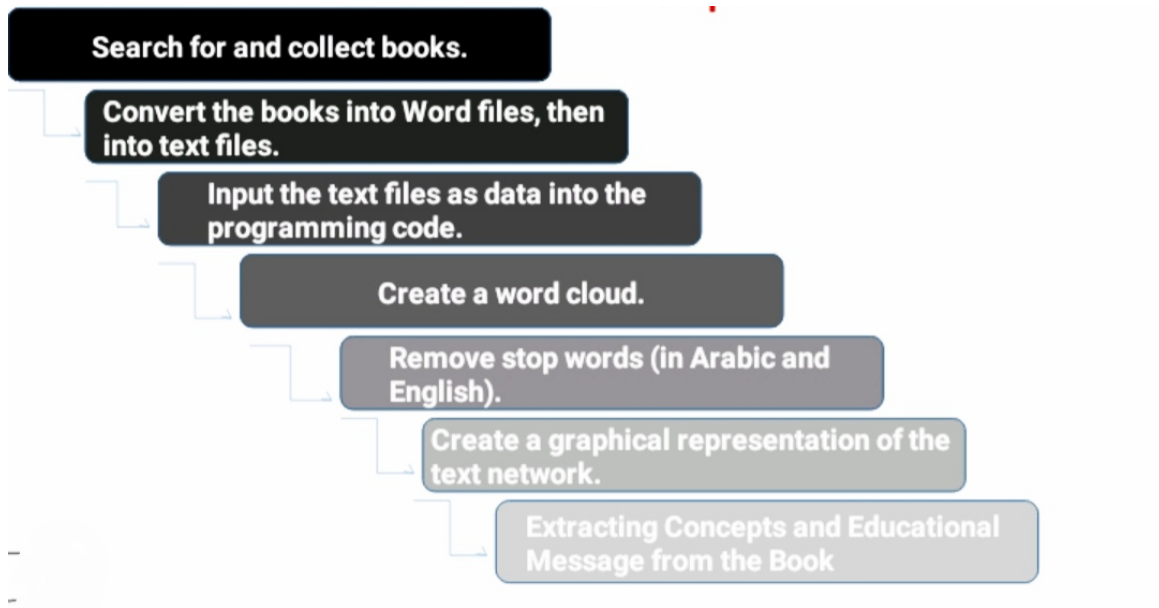 Search for and collect books.
Convert the books into Word files, then
into text files.
Input the text files as data into the
programming code.
Create a word cloud.
Remove stop words (in Arabic and
English).
Create a graphical representation of the
text network.
Extracting Concepts and Educational
Message from the Book